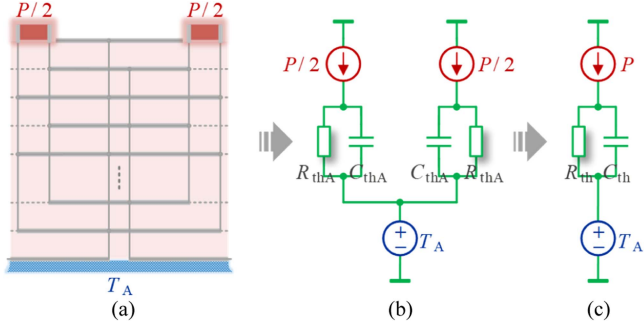 P/2 P/2
T_A
(a)
P/2 P/2
R_thA C_thA C_thA R_thA
+
−
T_A
(b)
P
R_th C_th
+
−
T_A
(c)